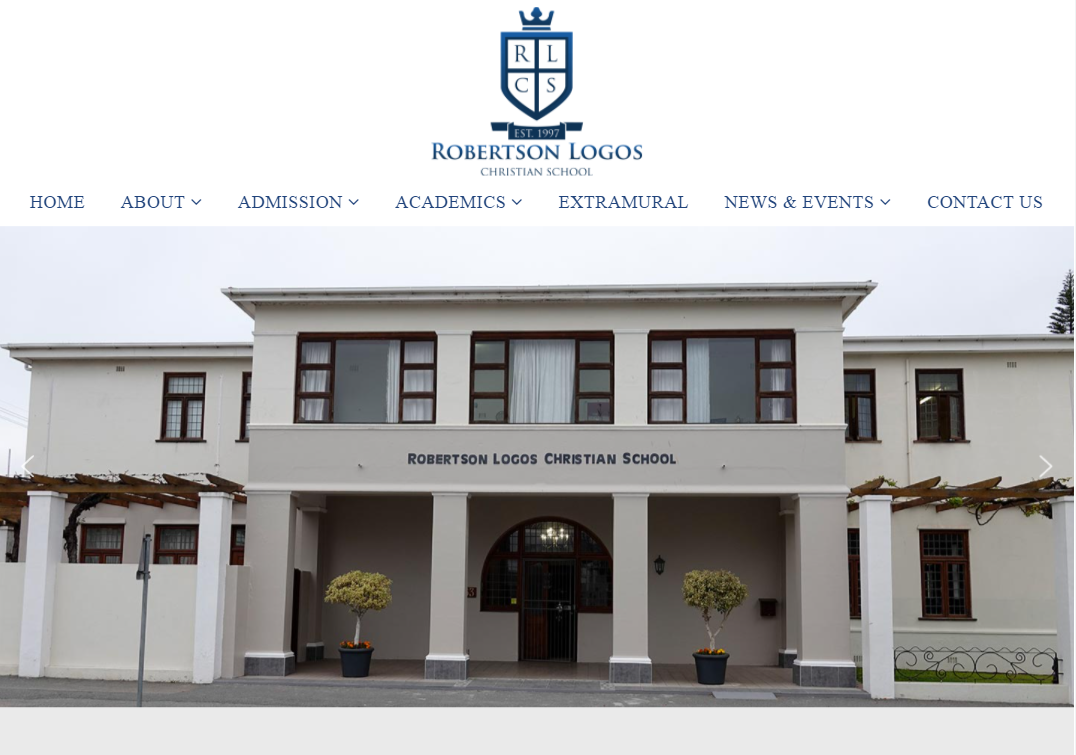 R L
C S
EST. 1997
ROBERTSON LOGOS
CHRISTIAN SCHOOL
HOME ABOUT ADMISSION ACADEMICS EXTRAMURAL NEWS & EVENTS CONTACT US
ROBERTSON LOGOS CHRISTIAN SCHOOL
3